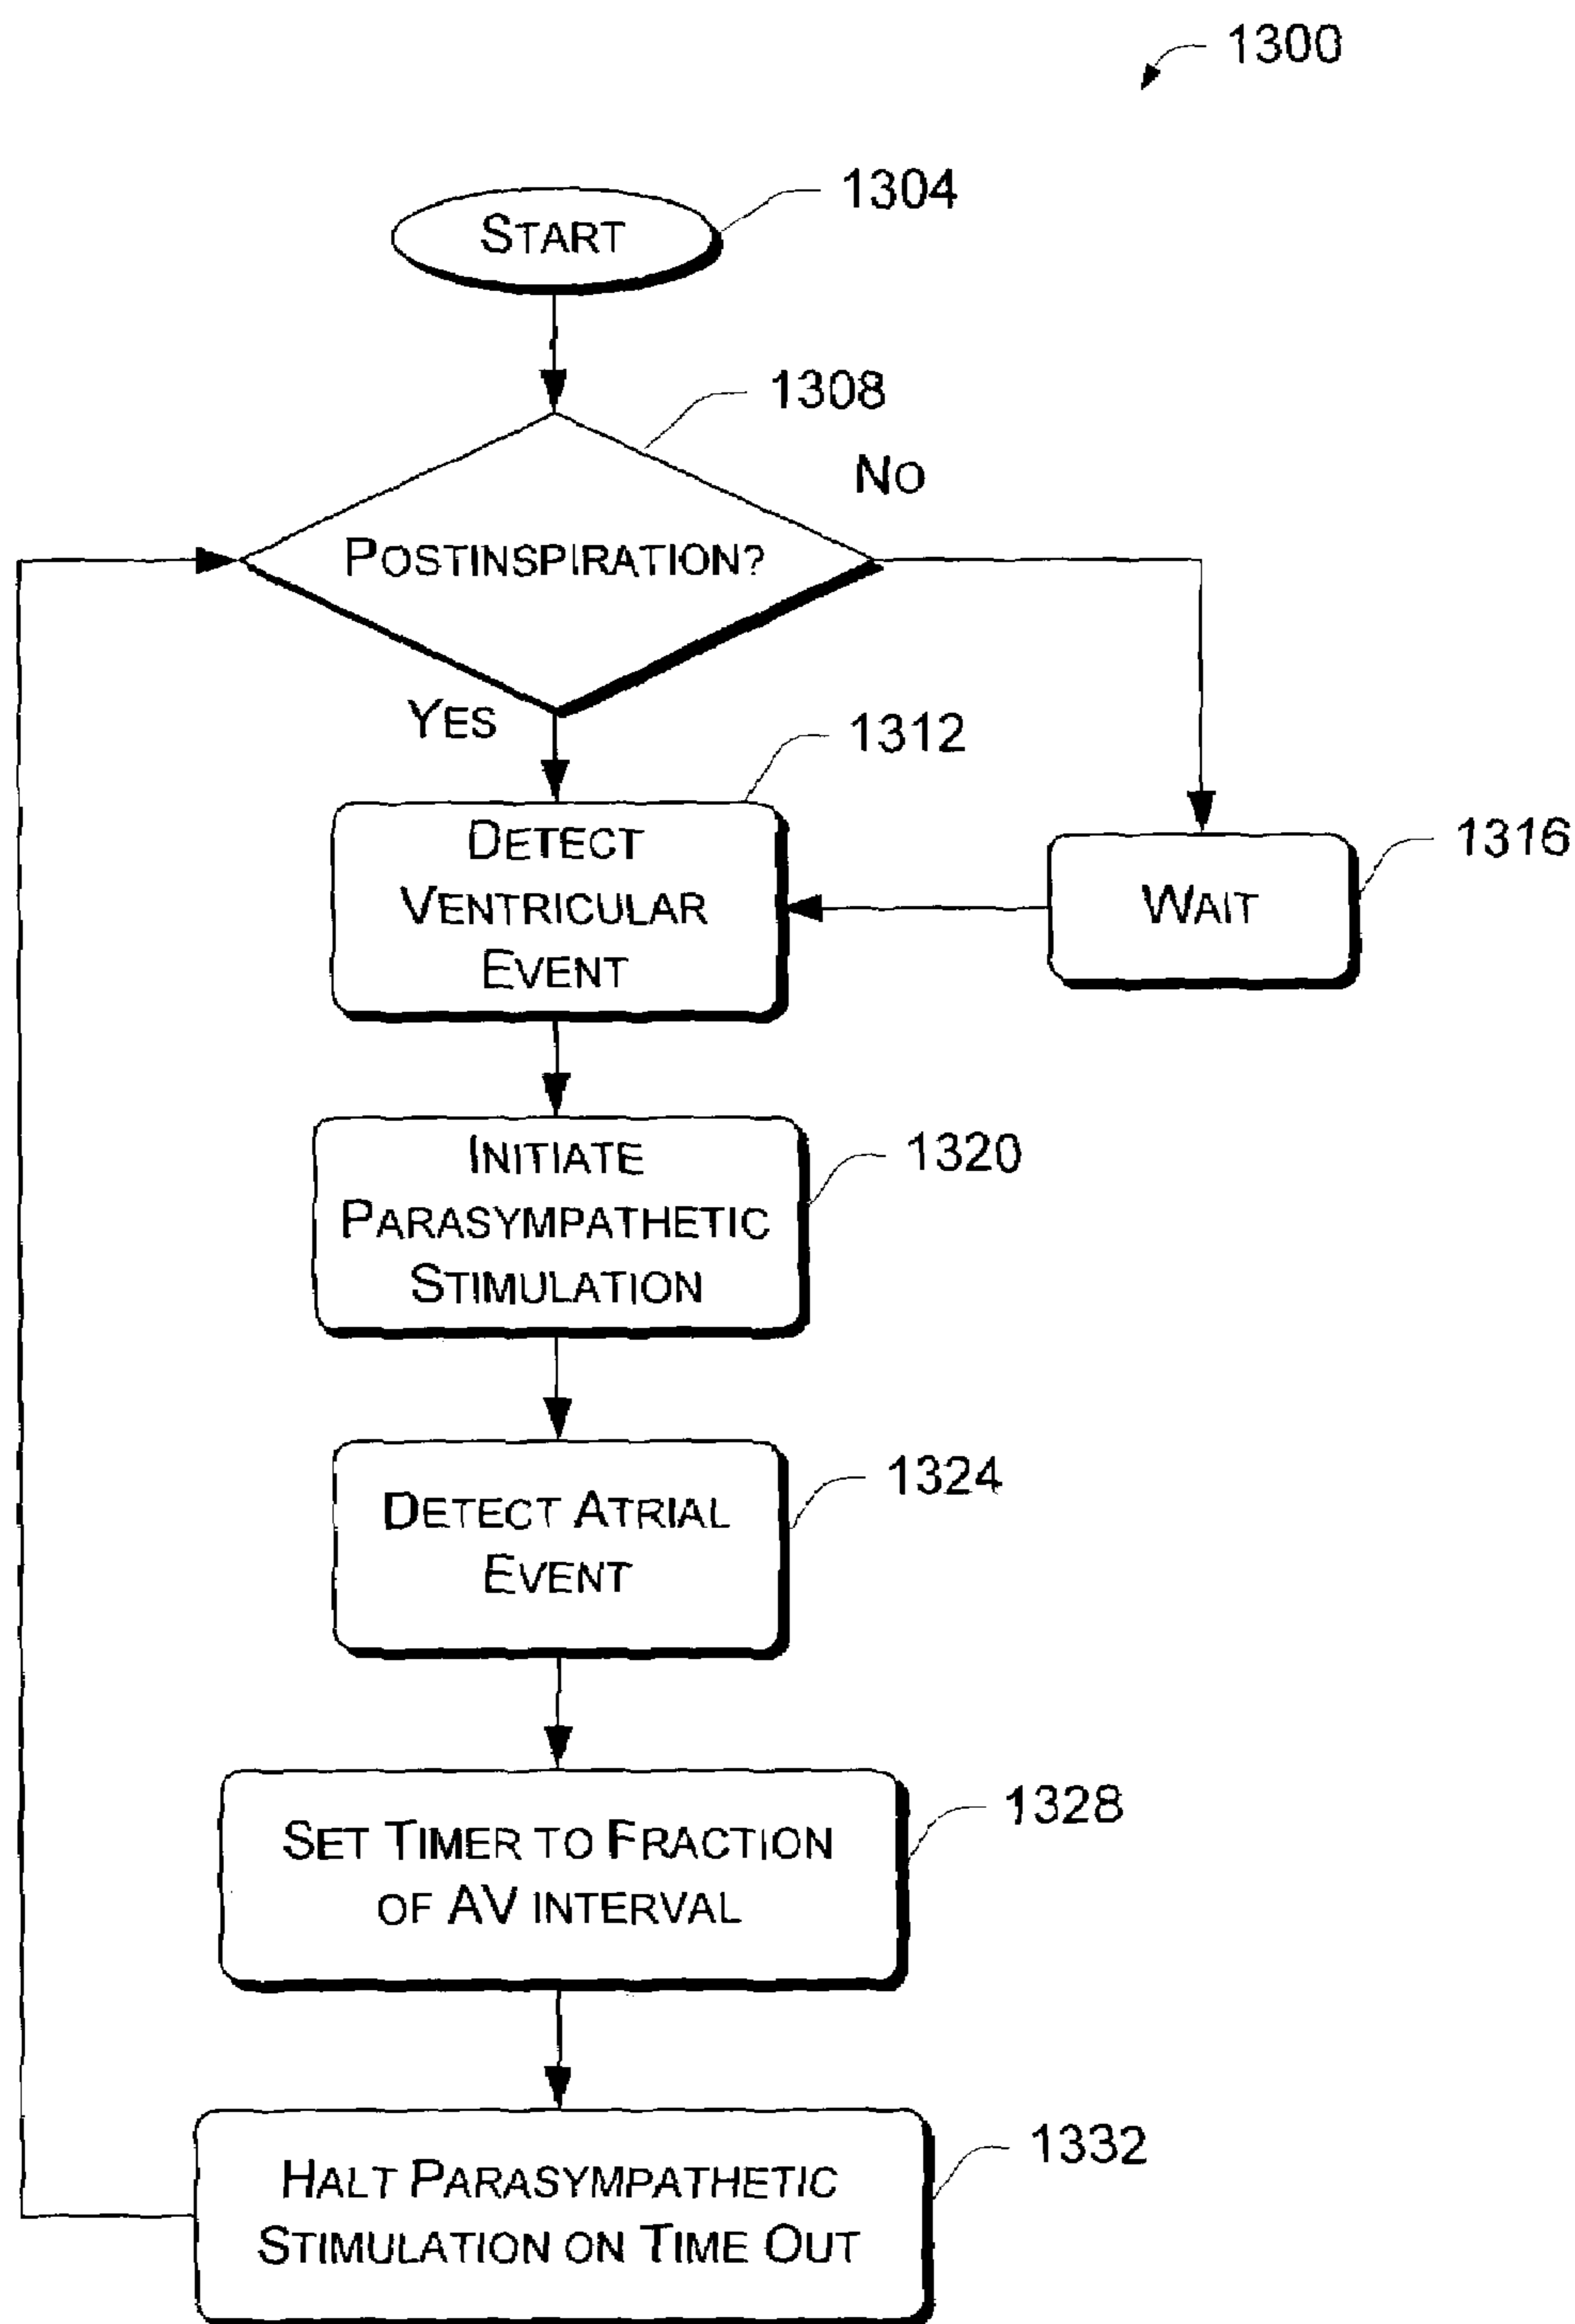 1300
START
1304
1308
NO
POSTINSPIRATION?
YES
1312
DETECT
VENTRICULAR
EVENT
1316
WAIT
INITIATE
PARASYMPATHETIC
STIMULATION
1320
DETECT ATRIAL
EVENT
1324
SET TIMER TO FRACTION
OF AV INTERVAL
1328
HALT PARASYMPATHETIC
STIMULATION ON TIME OUT
1332